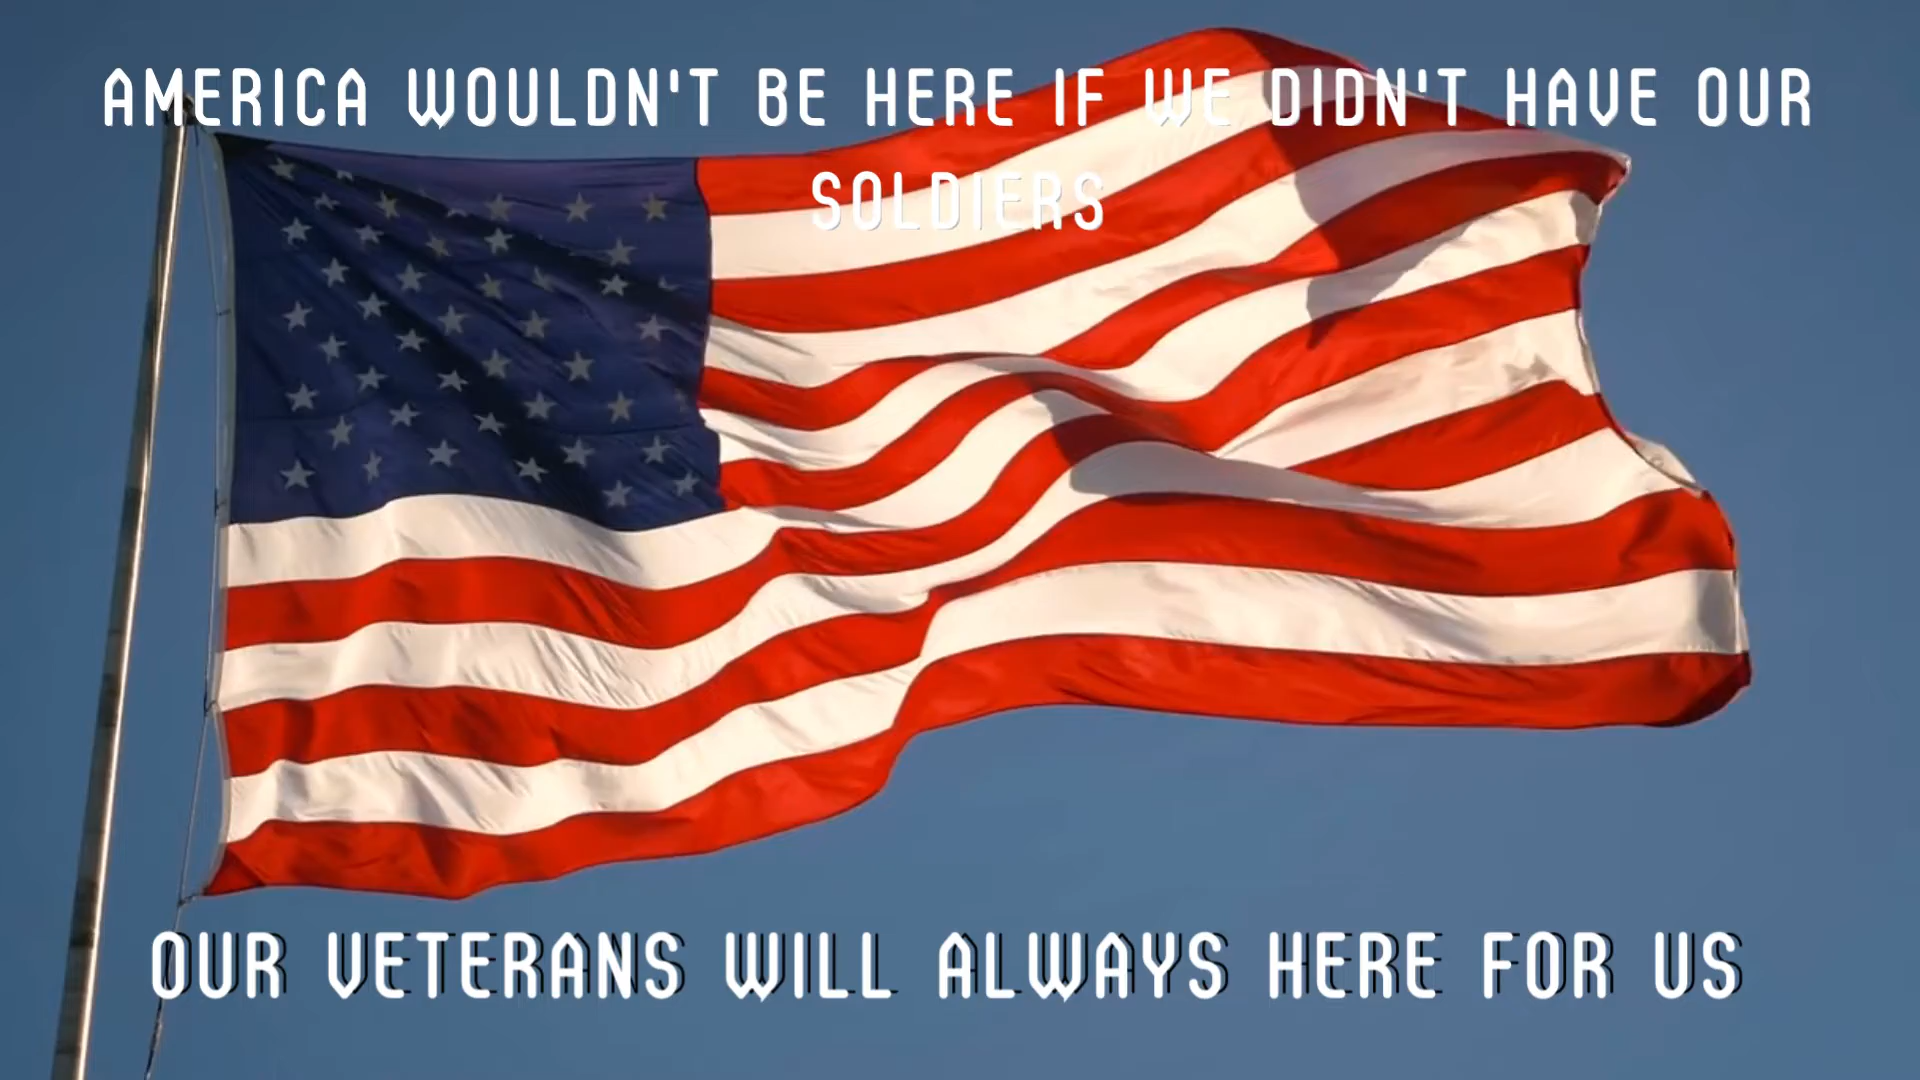 AMERICA WOULDN'T BE HERE IF WE DIDN'T HAVE OUR
SOLDIERS
OUR VETERANS WILL ALWAYS HERE FOR US